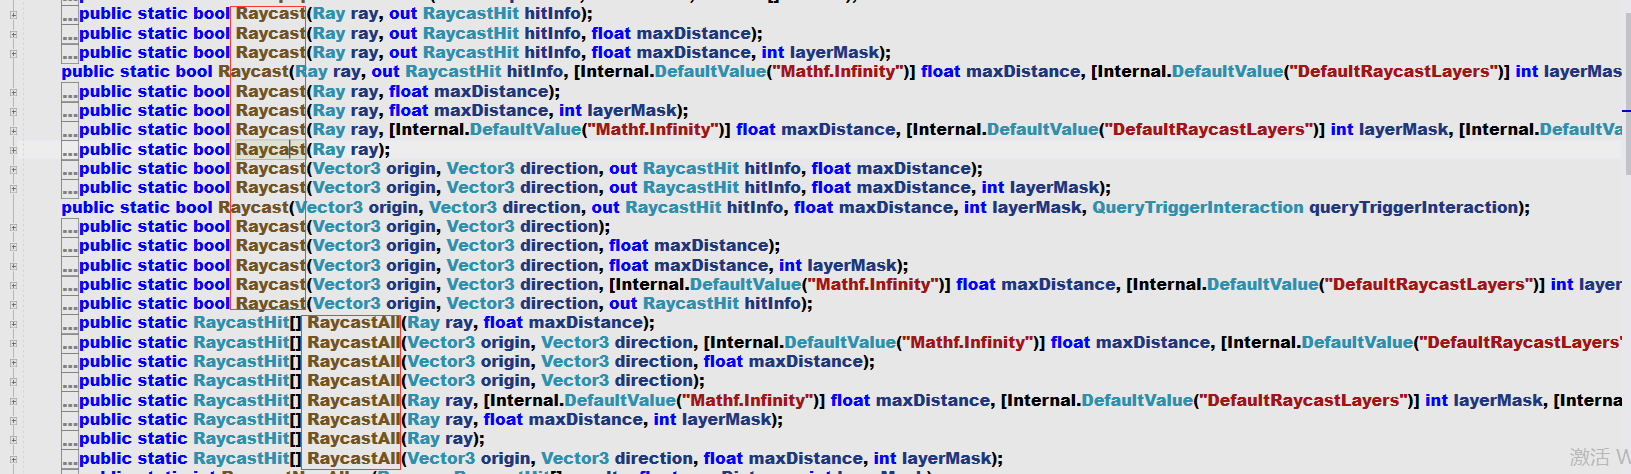 public static bool Raycast(Ray ray, out RaycastHit hitInfo);
public static bool Raycast(Ray ray, out RaycastHit hitInfo, float maxDistance);
public static bool Raycast(Ray ray, out RaycastHit hitInfo, float maxDistance, int layerMask);
public static bool Raycast(Ray ray, out RaycastHit hitInfo, [Internal.DefaultValue("Mathf.Infinity")] float maxDistance, [Internal.DefaultValue("DefaultRaycastLayers")] int layerMas
public static bool Raycast(Ray ray, float maxDistance);
public static bool Raycast(Ray ray, float maxDistance, int layerMask);
public static bool Raycast(Ray ray, [Internal.DefaultValue("Mathf.Infinity")] float maxDistance, [Internal.DefaultValue("DefaultRaycastLayers")] int layerMask, [Internal.DefaultVa
public static bool Raycast(Ray ray);
public static bool Raycast(Vector3 origin, Vector3 direction, out RaycastHit hitInfo, float maxDistance);
public static bool Raycast(Vector3 origin, Vector3 direction, out RaycastHit hitInfo, float maxDistance, int layerMask);
public static bool Raycast(Vector3 origin, Vector3 direction, out RaycastHit hitInfo, float maxDistance, int layerMask, QueryTriggerInteraction queryTriggerInteraction);
public static bool Raycast(Vector3 origin, Vector3 direction);
public static bool Raycast(Vector3 origin, Vector3 direction, float maxDistance);
public static bool Raycast(Vector3 origin, Vector3 direction, float maxDistance, int layerMask);
public static bool Raycast(Vector3 origin, Vector3 direction, [Internal.DefaultValue("Mathf.Infinity")] float maxDistance, [Internal.DefaultValue("DefaultRaycastLayers")] int layer
public static bool Raycast(Vector3 origin, Vector3 direction, out RaycastHit hitInfo);
public static RaycastHit[] RaycastAll(Ray ray, float maxDistance);
public static RaycastHit[] RaycastAll(Vector3 origin, Vector3 direction, [Internal.DefaultValue("Mathf.Infinity")] float maxDistance, [Internal.DefaultValue("DefaultRaycastLayers"
public static RaycastHit[] RaycastAll(Vector3 origin, Vector3 direction, float maxDistance);
public static RaycastHit[] RaycastAll(Vector3 origin, Vector3 direction);
public static RaycastHit[] RaycastAll(Ray ray, [Internal.DefaultValue("Mathf.Infinity")] float maxDistance, [Internal.DefaultValue("DefaultRaycastLayers")] int layerMask, [Interna
public static RaycastHit[] RaycastAll(Ray ray, float maxDistance, int layerMask);
public static RaycastHit[] RaycastAll(Ray ray);
public static RaycastHit[] RaycastAll(Vector3 origin, Vector3 direction, float maxDistance, int layerMask);
激活 W